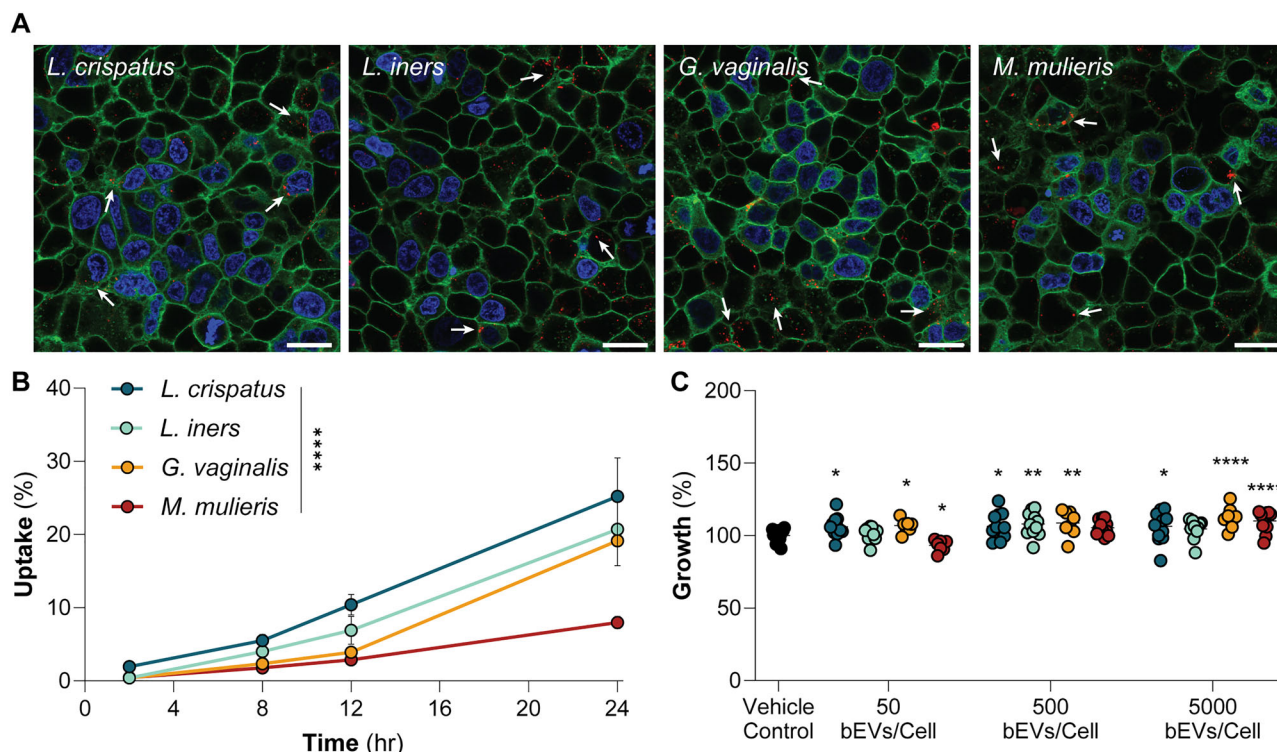 A
L. crispatus
L. iners
G. vaginalis
M. mulieris
B
Uptake (%)
40
30
20
10
0
L. crispatus
L. iners
G. vaginalis
M. mulieris
****
0
4
8
12
16
20
24
Time (hr)
C
Growth (%)
200
150
100
50
0
*
*
*
*
**
**
*
****
****
Vehicle
Control
50
bEVs/Cell
500
bEVs/Cell
5000
bEVs/Cell